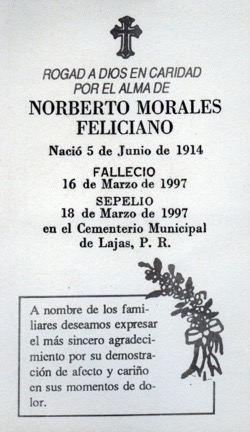 ROGAD A DIOS EN CARIDAD
POR EL ALMA DE
NORBERTO MORALES
FELICIANO
Nació 5 de Junio de 1914
FALLECIO
16 de Marzo de 1997
SEPELIO
18 de Marzo de 1997
en el Cementerio Municipal
de Lajas, P. R.
A nombre de los fami-
liares deseamos expresar
el más sincero agradeci-
miento por su demostra-
ción de afecto y cariño
en sus momentos de do-
lor.